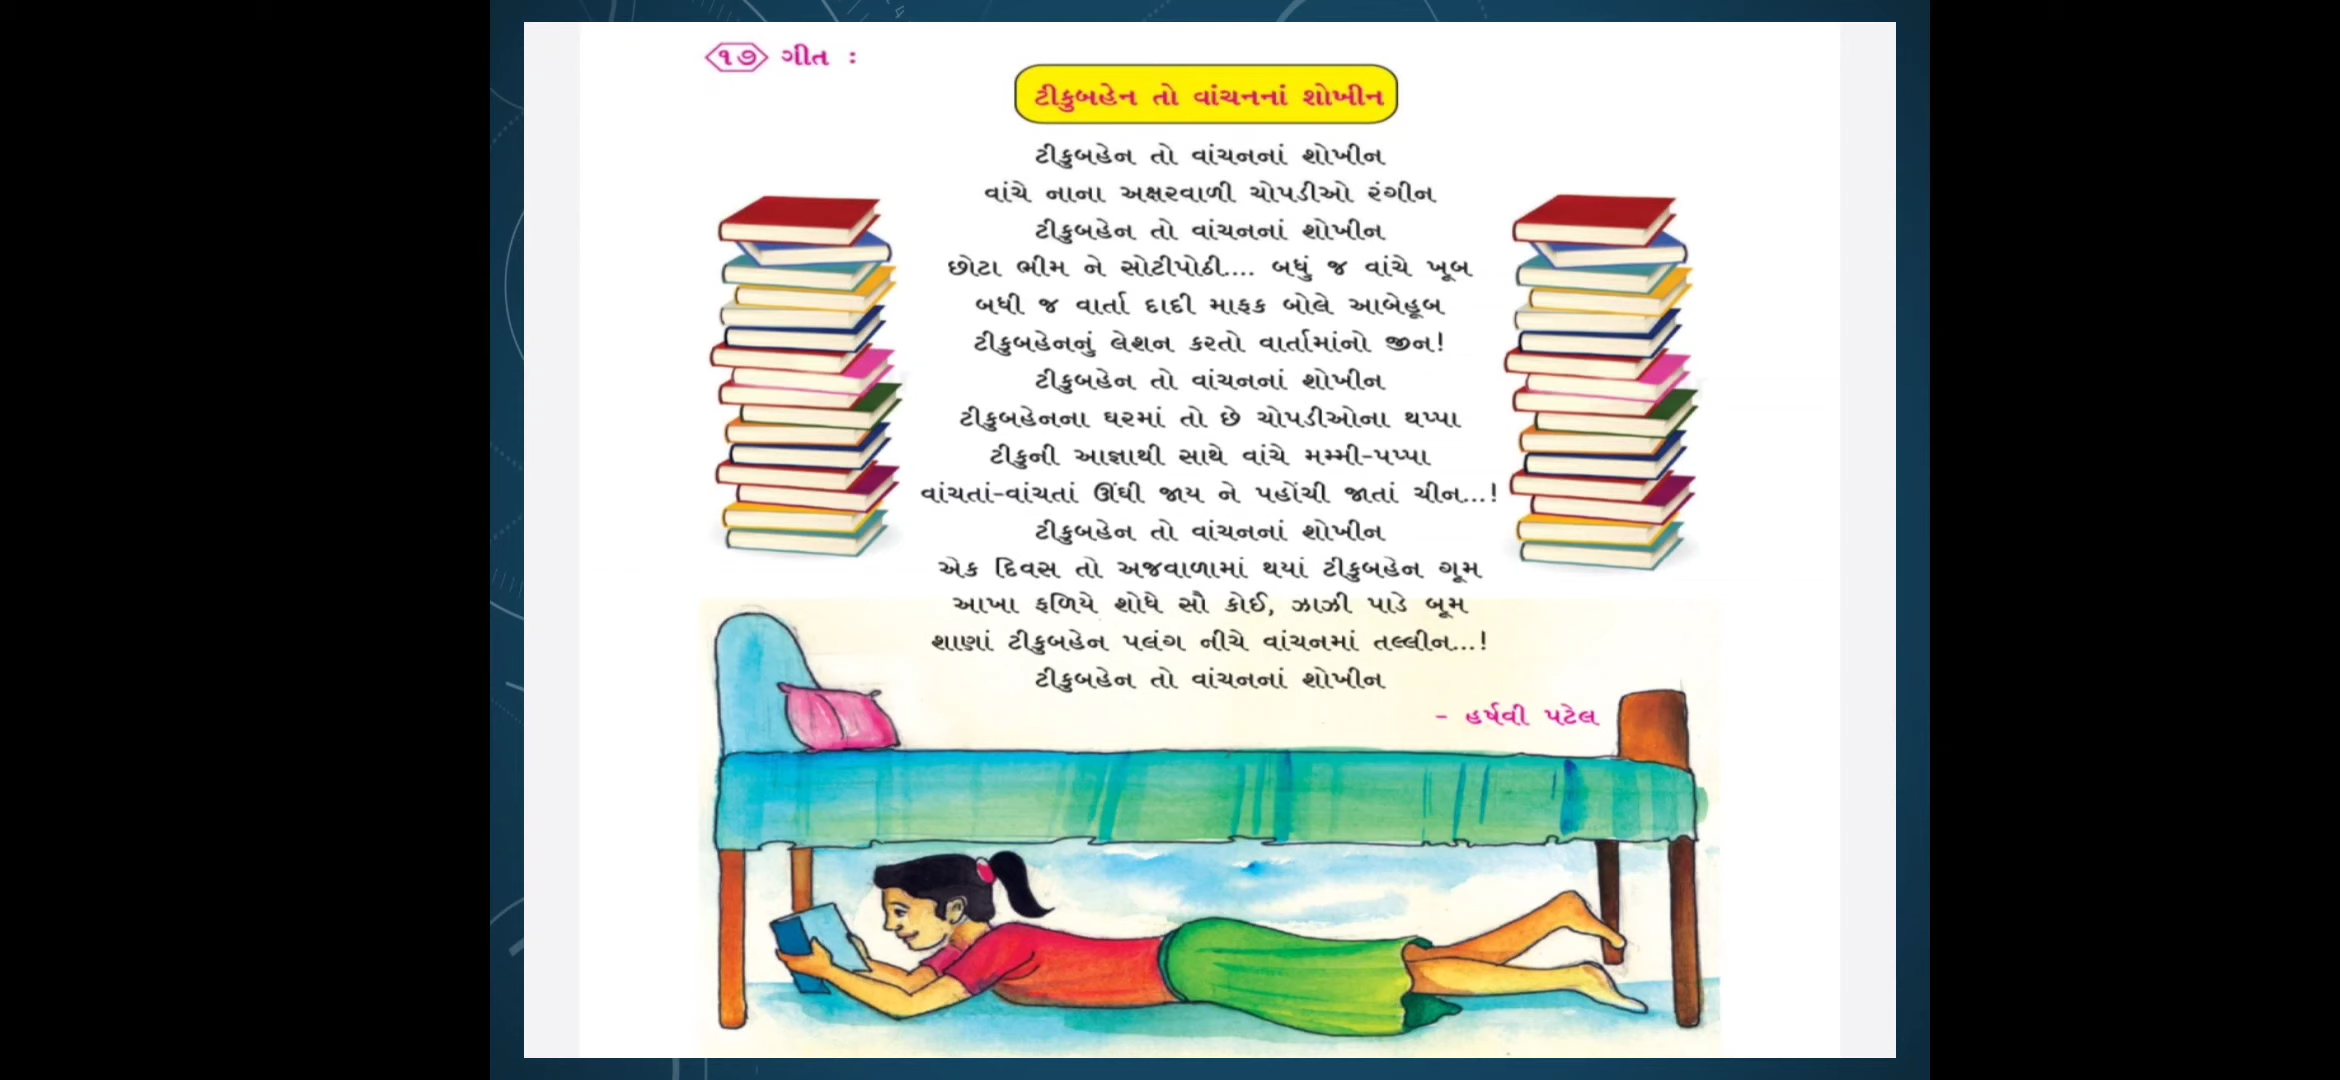 ૧૭ ગીત :
ટીકુબહેન તો વાંચનનાં શોખીન
ટીકુબહેન તો વાંચનનાં શોખીન
વાંચે નાના અક્ષરવાળી ચોપડીઓ રંગીન
ટીકુબહેન તો વાંચનનાં શોખીન
છોટા ભીમ ને સોટીપોઠી.... બધું જ વાંચે ખૂબ
બધી જ વાર્તા દાદી માફક બોલે આબેહૂબ
ટીકુબહેનનું લેશન કરતો વાર્તામાંનો જીન!
ટીકુબહેન તો વાંચનનાં શોખીન
ટીકુબહેનના ઘરમાં તો છે ચોપડીઓના થપ્પા
ટીકુની આજ્ઞાથી સાથે વાંચે મમ્મી-પપ્પા
વાંચતાં-વાંચતાં ઊંઘી જાય ને પહોંચી જાતાં ચીન...!
ટીકુબહેન તો વાંચનનાં શોખીન
એક દિવસ તો અજવાળામાં થયાં ટીકુબહેન ગૂમ
આખા ફળિયે શોધે સૌ કોઈ, ઝાઝી પાડે બૂમ
શાણાં ટીકુબહેન પલંગ નીચે વાંચનમાં તલ્લીન...!
ટીકુબહેન તો વાંચનનાં શોખીન
- હર્ષવી પટેલ